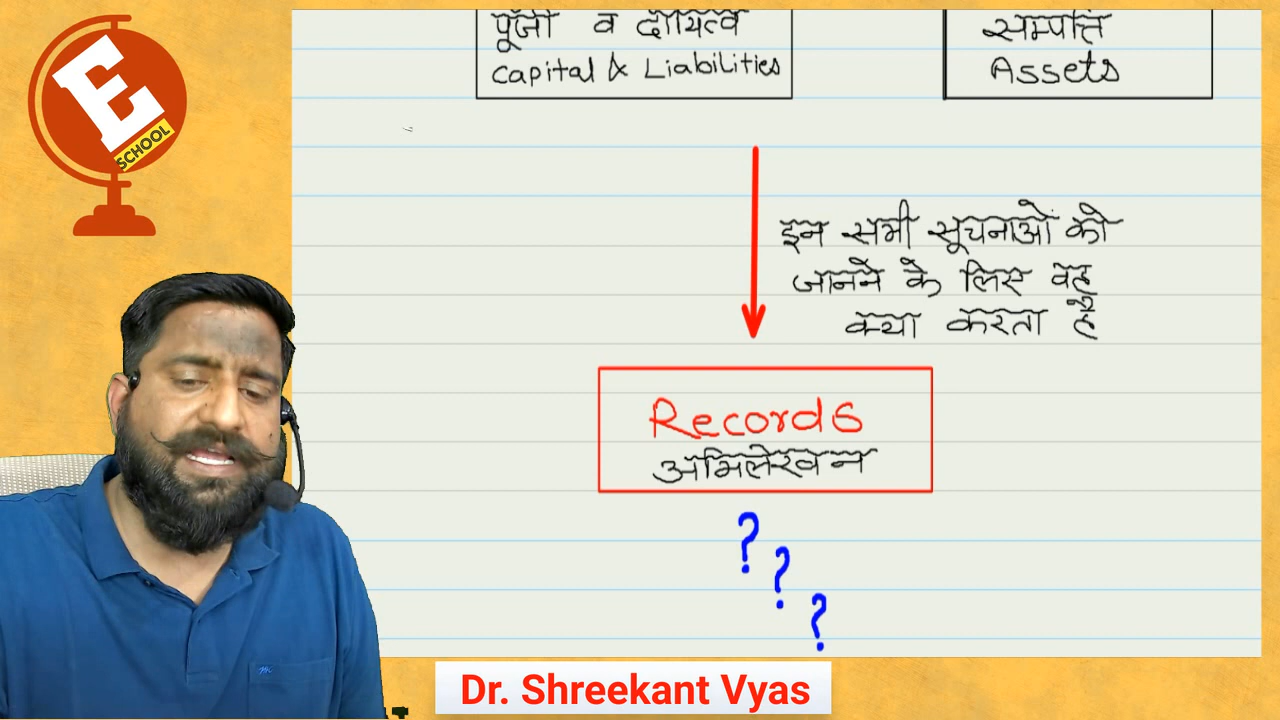 E
SCHOOL
पूंजी व दायित्व
Capital & Liabilities
सम्पत्ति
Assets
इन सभी सूचनाओं को
जानने के लिए वह
क्या करता है
Records
अभिलेखन
?
?
?
Dr. Shreekant Vyas